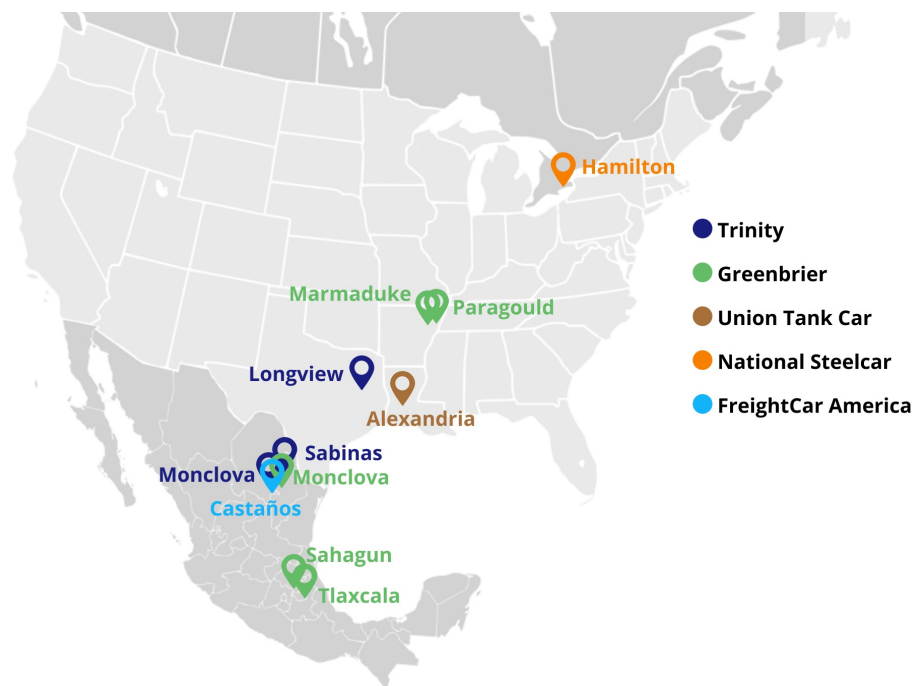 Hamilton
Trinity
Greenbrier
Marmaduke
Paragould
Union Tank Car
National Steelcar
Longview
FreightCar America
Alexandria
Sabinas
Monclova
Monclova
Castaños
Sahagun
Tlaxcala